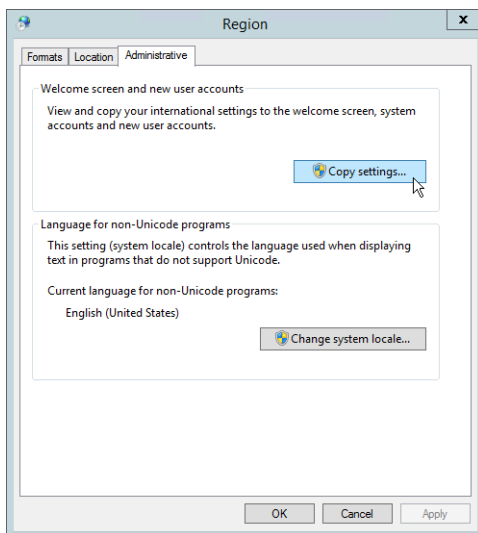 Region
x
Formats Location Administrative
Welcome screen and new user accounts
View and copy your international settings to the welcome screen, system
accounts and new user accounts.
Copy settings...
Language for non-Unicode programs
This setting (system locale) controls the language used when displaying
text in programs that do not support Unicode.
Current language for non-Unicode programs:
English (United States)
Change system locale...
OK Cancel Apply